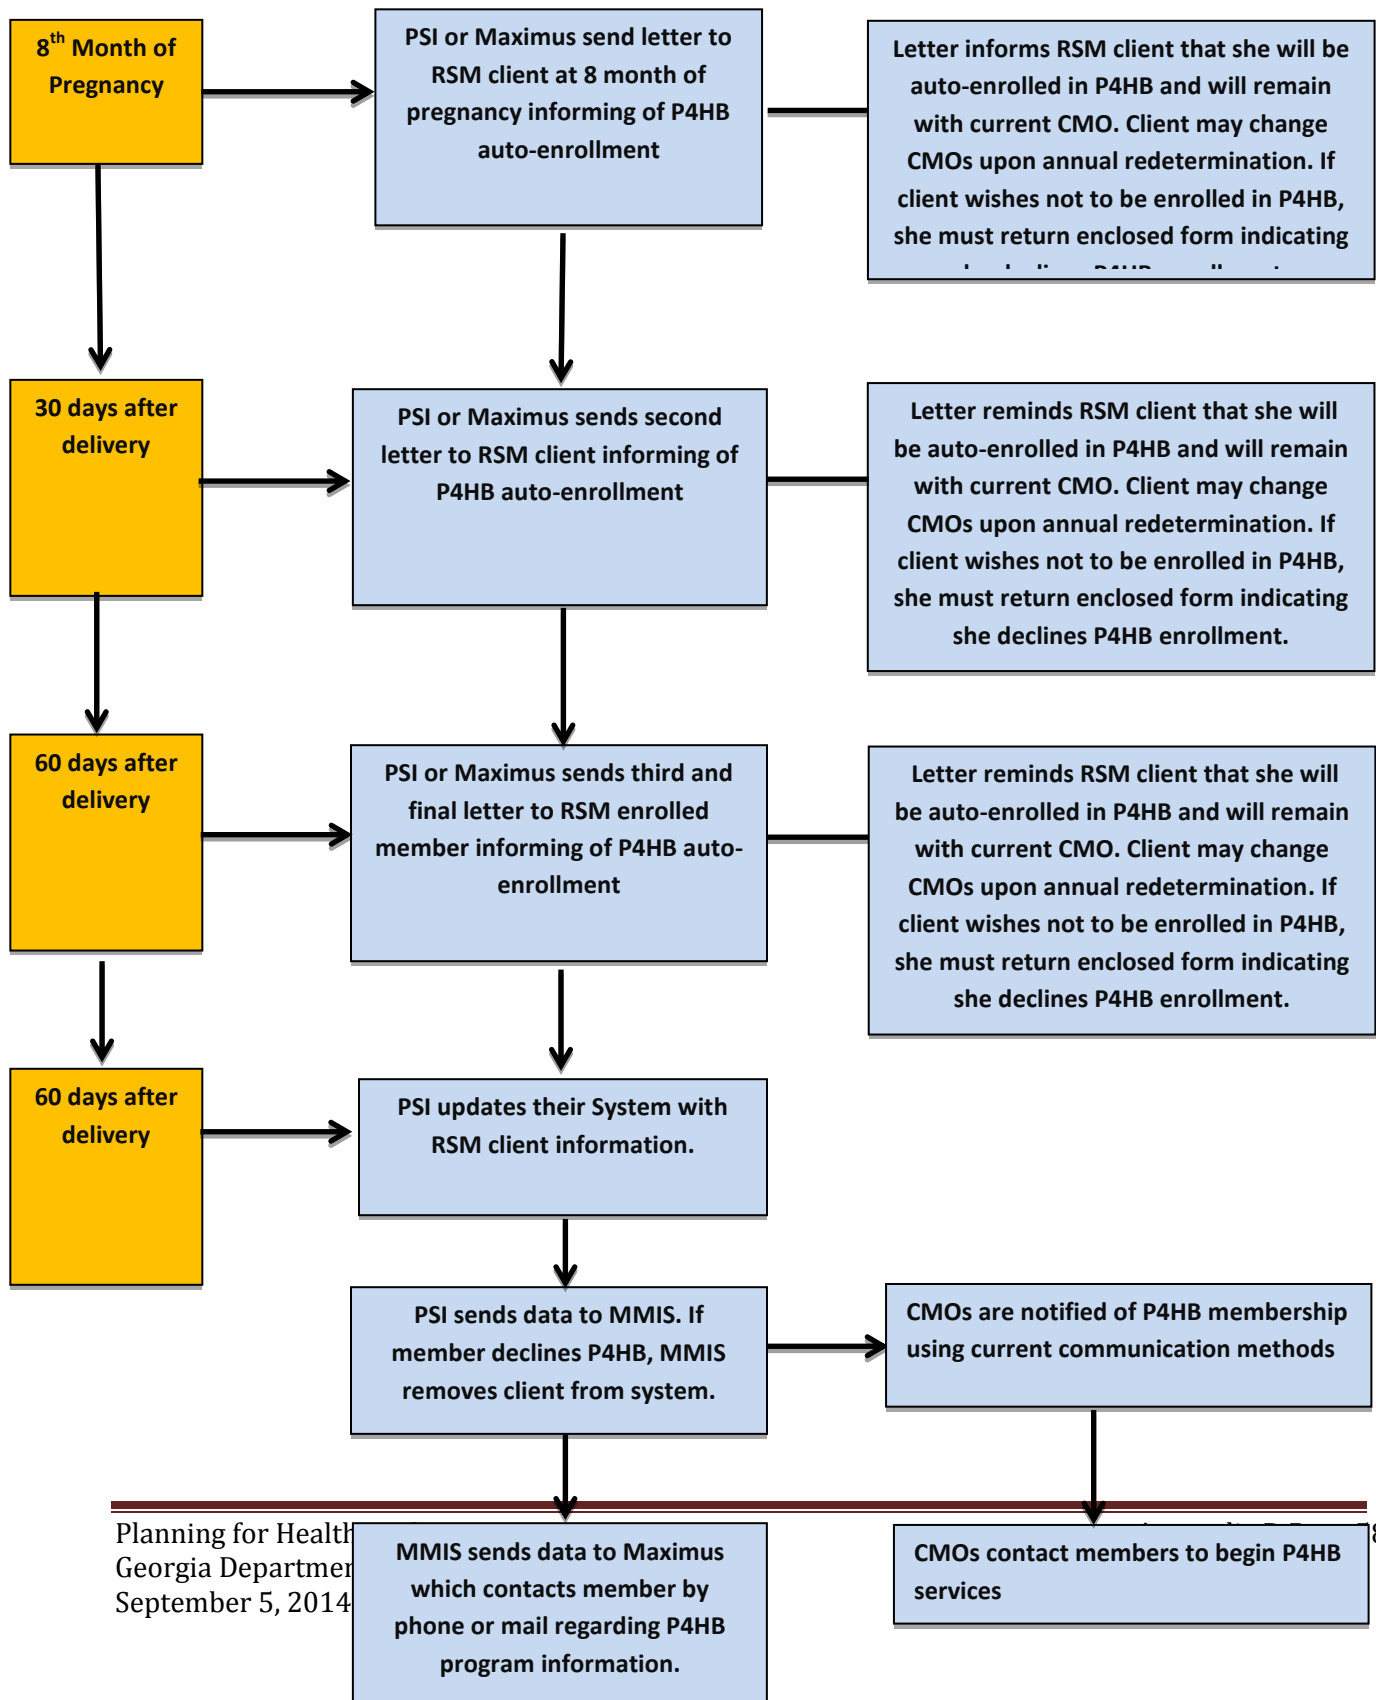 8th Month of
Pregnancy
PSI or Maximus send letter to
RSM client at 8 month of
pregnancy informing of P4HB
auto-enrollment
Letter informs RSM client that she will be
auto-enrolled in P4HB and will remain
with current CMO. Client may change
CMOs upon annual redetermination. If
client wishes not to be enrolled in P4HB,
she must return enclosed form indicating
30 days after
delivery
PSI or Maximus sends second
letter to RSM client informing of
P4HB auto-enrollment
Letter reminds RSM client that she will
be auto-enrolled in P4HB and will remain
with current CMO. Client may change
CMOs upon annual redetermination. If
client wishes not to be enrolled in P4HB,
she must return enclosed form indicating
she declines P4HB enrollment.
60 days after
delivery
PSI or Maximus sends third and
final letter to RSM enrolled
member informing of P4HB auto-
enrollment
Letter reminds RSM client that she will
be auto-enrolled in P4HB and will remain
with current CMO. Client may change
CMOs upon annual redetermination. If
client wishes not to be enrolled in P4HB,
she must return enclosed form indicating
she declines P4HB enrollment.
60 days after
delivery
PSI updates their System with
RSM client information.
PSI sends data to MMIS. If
member declines P4HB, MMIS
removes client from system.
CMOs are notified of P4HB membership
using current communication methods
MMIS sends data to Maximus
which contacts member by
phone or mail regarding P4HB
program information.
CMOs contact members to begin P4HB
services
Planning for Health
Georgia Departmen
September 5, 2014